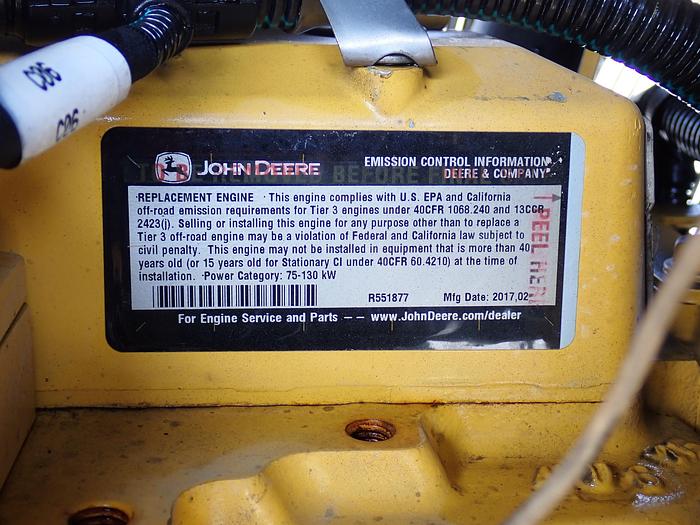 C06
C06
JOHN DEERE
EMISSION CONTROL INFORMATION
DEERE & COMPANY
REPLACEMENT ENGINE · This engine complies with U.S. EPA and California
off-road emission requirements for Tier 3 engines under 40CFR 1068.240 and 13CCR
2423(j). Selling or installing this engine for any purpose other than to replace a
Tier 3 off-road engine may be a violation of Federal and California law subject to
civil penalty. This engine may not be installed in equipment that is more than 40
years old (or 15 years old for Stationary CI under 40CFR 60.4210) at the time of
installation. ·Power Category: 75-130 kW
R551877 Mfg Date: 2017,02
For Engine Service and Parts –– www.JohnDeere.com/dealer
TO BE REMOVED BEFORE FINAL
PEEL HERE